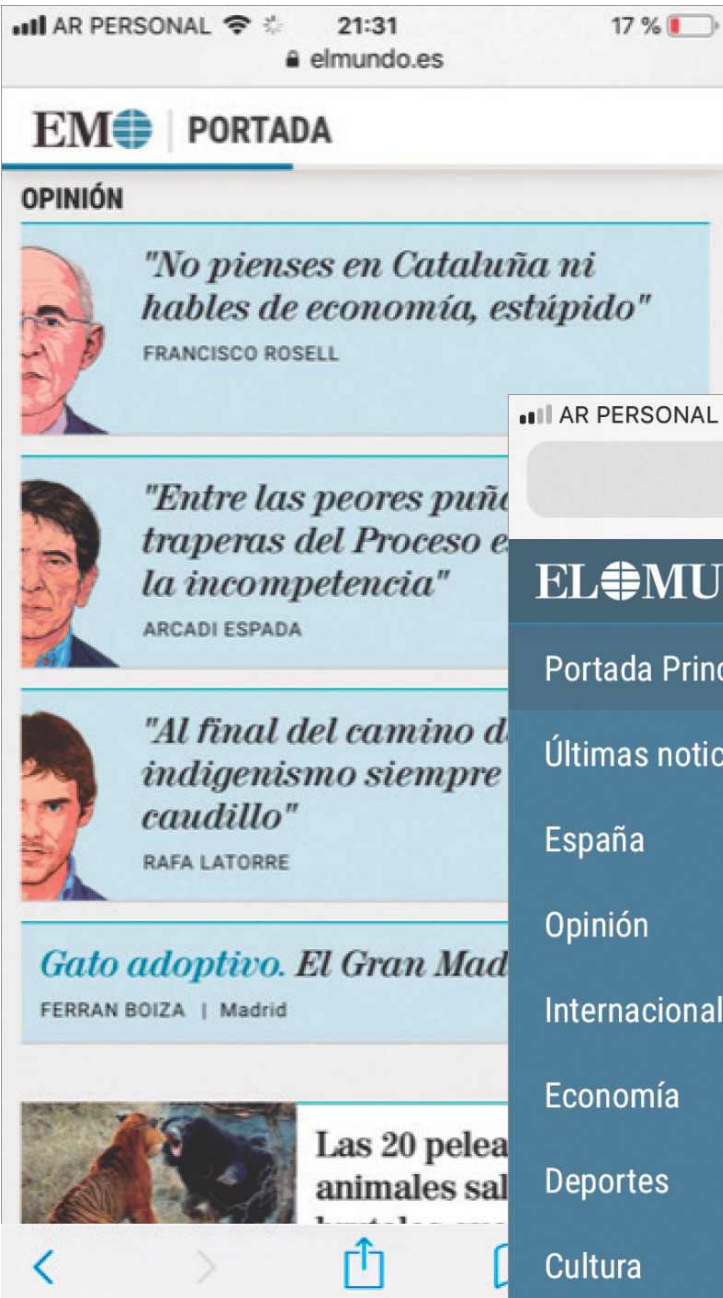 AR PERSONAL 21:31 17 %
elmundo.es
EM PORTADA
OPINIÓN
"No pienses en Cataluña ni
hables de economía, estúpido"
FRANCISCO ROSELL
"Entre las peores
traperas del Proceso
la incompetencia"
ARCADI ESPADA
"Al final del camino
indigenismo siempre
caudillo"
RAFA LATORRE
Gato adoptivo. El Gran Mad
FERRAN BOIZA | Madrid
Las 20 pelea
animales sal
AR PERSONAL
EL MU
Portada Princ
Últimas notic
España
Opinión
Internacional
Economía
Deportes
Cultura